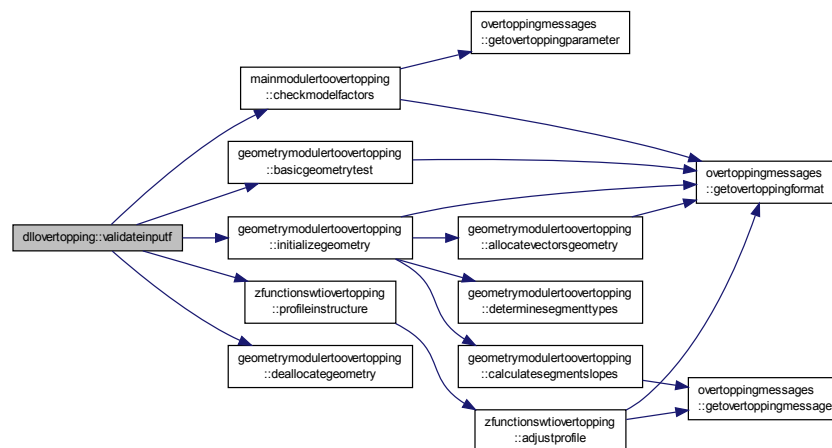 overtoppingmessages
::getovertoppingparameter
mainmodulertoovertopping
::checkmodelfactors
geometrymodulertoovertopping
::basicgeometrytest
overtoppingmessages
::getovertoppingformat
dllovertopping::validateinputf
geometrymodulertoovertopping
::initializegeometry
geometrymodulertoovertopping
::allocatevectorsgeometry
zfunctionswtiovertopping
::profileinstructure
geometrymodulertoovertopping
::determinesegmenttypes
geometrymodulertoovertopping
::deallocategeometry
geometrymodulertoovertopping
::calculatesegmentslopes
overtoppingmessages
::getovertoppingmessage
zfunctionswtiovertopping
::adjustprofile